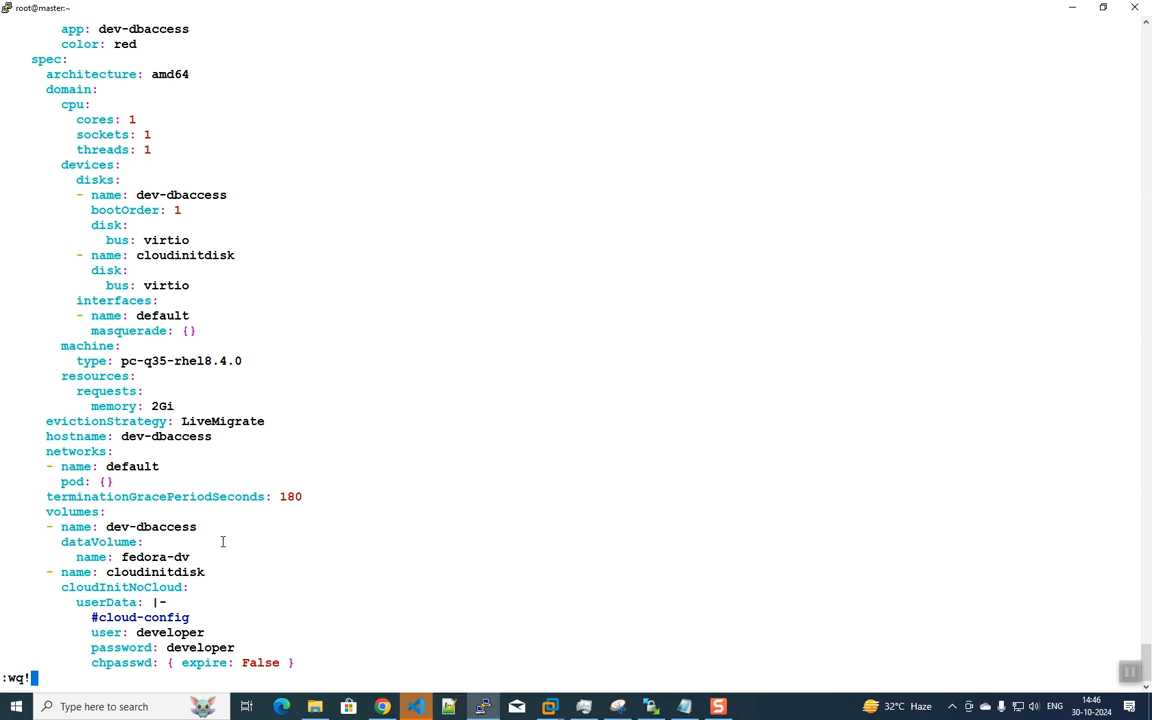 root@master:~
app: dev-dbaccess
color: red
spec:
architecture: amd64
domain:
cpu:
cores: 1
sockets: 1
threads: 1
devices:
disks:
- name: dev-dbaccess
bootOrder: 1
disk:
bus: virtio
- name: cloudinitdisk
disk:
bus: virtio
interfaces:
- name: default
masquerade: {}
machine:
type: pc-q35-rhel8.4.0
resources:
requests:
memory: 2Gi
evictionStrategy: LiveMigrate
hostname: dev-dbaccess
networks:
- name: default
pod: {}
terminationGracePeriodSeconds: 180
volumes:
- name: dev-dbaccess
dataVolume:
name: fedora-dv
- name: cloudinitdisk
cloudInitNoCloud:
userData: |-
#cloud-config
user: developer
password: developer
chpasswd: { expire: False }
:wq!
Type here to search
32°C Haze
ENG
14:46
30-10-2024